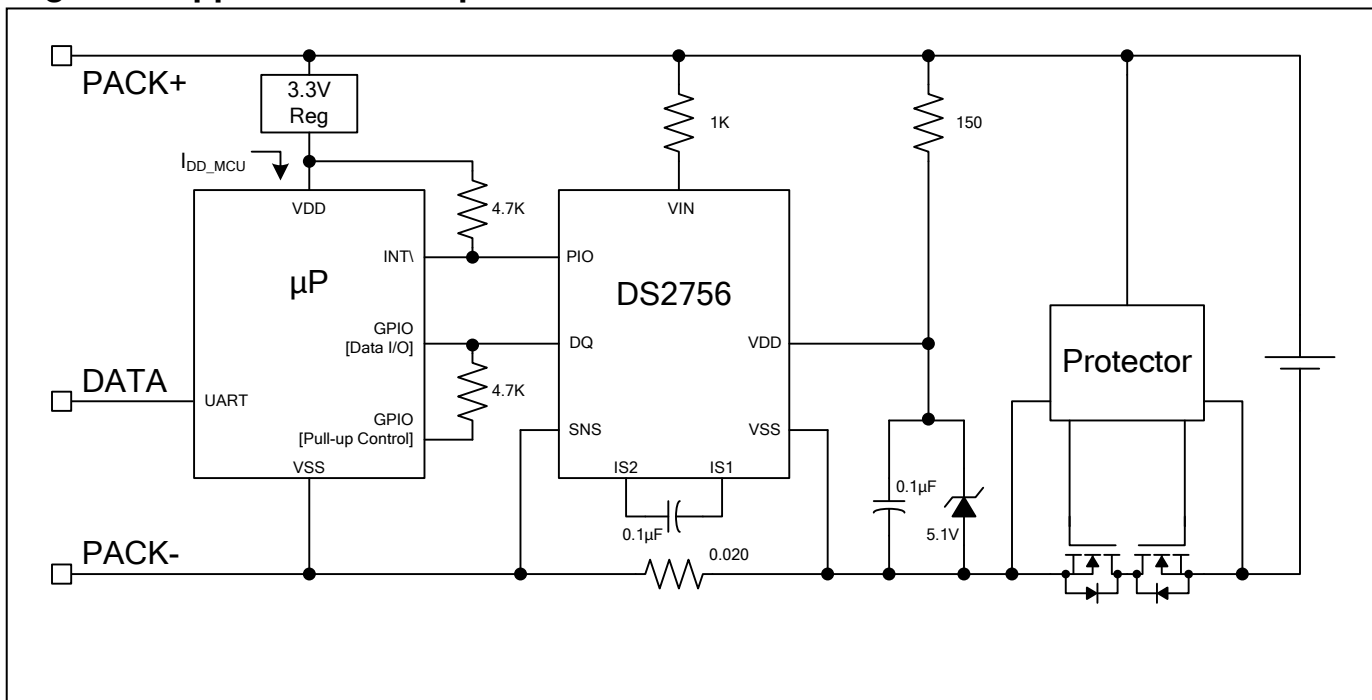 PACK+
3.3V
Reg
I_DD_MCU
1K
150
VDD
4.7K
VIN
INT\
PIO
µP
DS2756
GPIO
[Data I/O]
DQ
VDD
Protector
DATA
UART
4.7K
GPIO
[Pull-up Control]
SNS
VSS
VSS
IS2
IS1
0.1µF
0.1µF
5.1V
PACK-
0.020